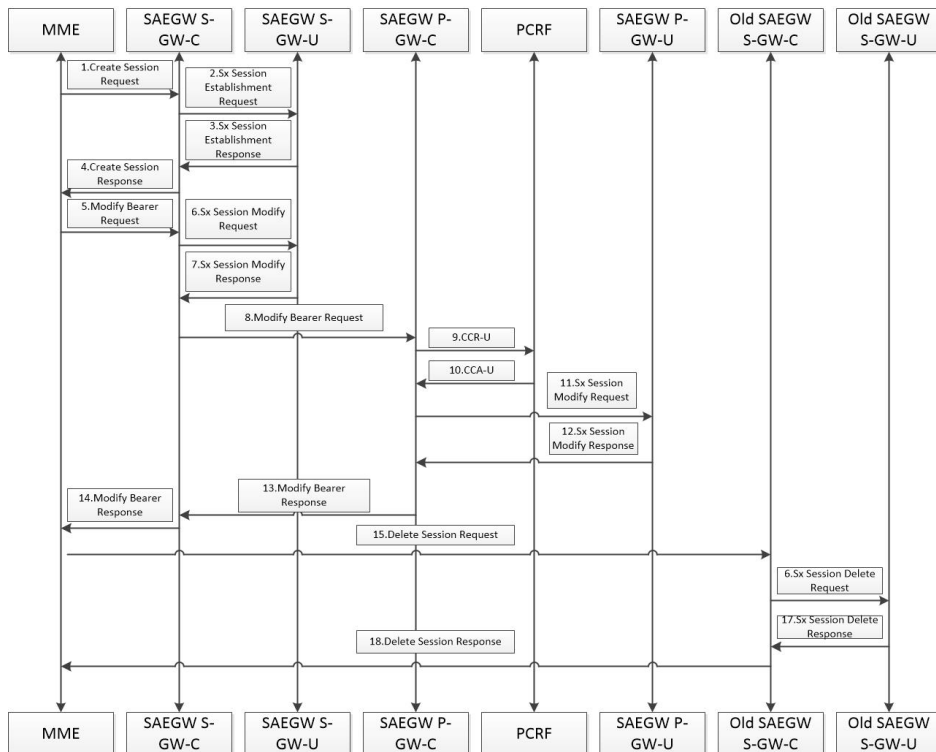 MME
SAEGW S-
GW-C
SAEGW S-
GW-U
SAEGW P-
GW-C
PCRF
SAEGW P-
GW-U
Old SAEGW
S-GW-C
Old SAEGW
S-GW-U
1.Create Session
Request
2.Sx Session
Establishment
Request
3.Sx Session
Establishment
Response
4.Create Session
Response
5.Modify Bearer
Request
6.Sx Session Modify
Request
7.Sx Session Modify
Response
8.Modify Bearer Request
9.CCR-U
10.CCA-U
11.Sx Session
Modify Request
12.Sx Session
Modify Response
13.Modify Bearer
Response
14.Modify Bearer
Response
15.Delete Session Request
6.Sx Session Delete
Request
17.Sx Session Delete
Response
18.Delete Session Response
MME
SAEGW S-
GW-C
SAEGW S-
GW-U
SAEGW P-
GW-C
PCRF
SAEGW P-
GW-U
Old SAEGW
S-GW-C
Old SAEGW
S-GW-U